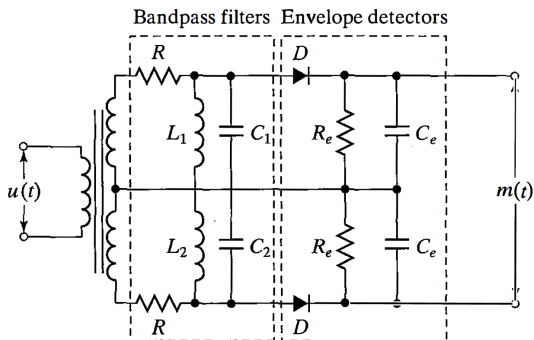 Bandpass filters Envelope detectors
R D
L₁ C₁ Rₑ Cₑ
u(t) m(t)
L₂ C₂ Rₑ Cₑ
R D